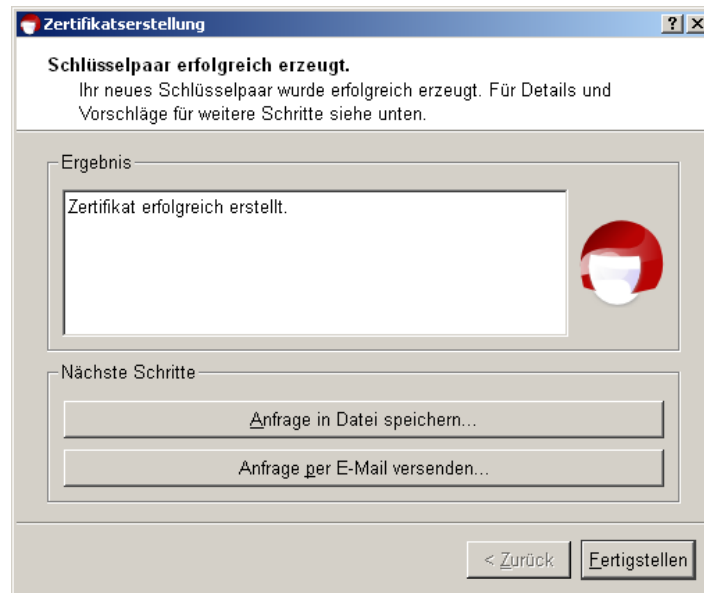 Zertifikatserstellung
Schlüsselpaar erfolgreich erzeugt.
Ihr neues Schlüsselpaar wurde erfolgreich erzeugt. Für Details und
Vorschläge für weitere Schritte siehe unten.
Ergebnis
Zertifikat erfolgreich erstellt.
Nächste Schritte
Anfrage in Datei speichern...
Anfrage per E-Mail versenden...
< Zurück
Fertigstellen